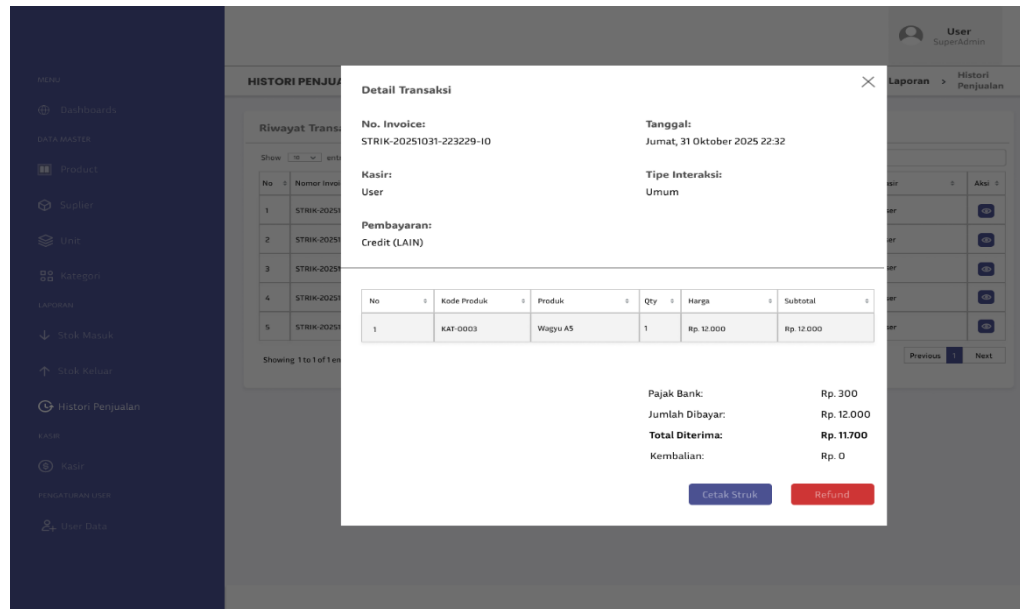 User
SuperAdmin
MENU
HISTORI PENJUA
Laporan > Histori Penjualan
Dashboards
DATA MASTER
Product
Suplier
Unit
Kategori
LAPORAN
Stok Masuk
Stok Keluar
Histori Penjualan
KASIR
Kasir
PENGATURAN USER
User Data
Riwayat Transa
Show 10 ent
No Nomor Invoi
Aksi
1 STRIK-20251
2 STRIK-20251
3 STRIK-20251
4 STRIK-20251
5 STRIK-20251
Showing 1 to 1 of 1 en
Previous 1 Next
Detail Transaksi
No. Invoice: Tanggal:
STRIK-20251031-223229-IO Jumat, 31 Oktober 2025 22:32
Kasir: Tipe Interaksi:
User Umum
Pembayaran:
Credit (LAIN)
No Kode Produk Produk Qty Harga Subtotal
1 KAT-0003 Wagyu A5 1 Rp. 12.000 Rp. 12.000
Pajak Bank: Rp. 300
Jumlah Dibayar: Rp. 12.000
Total Diterima: Rp. 11.700
Kembalian: Rp. 0
Cetak Struk Refund